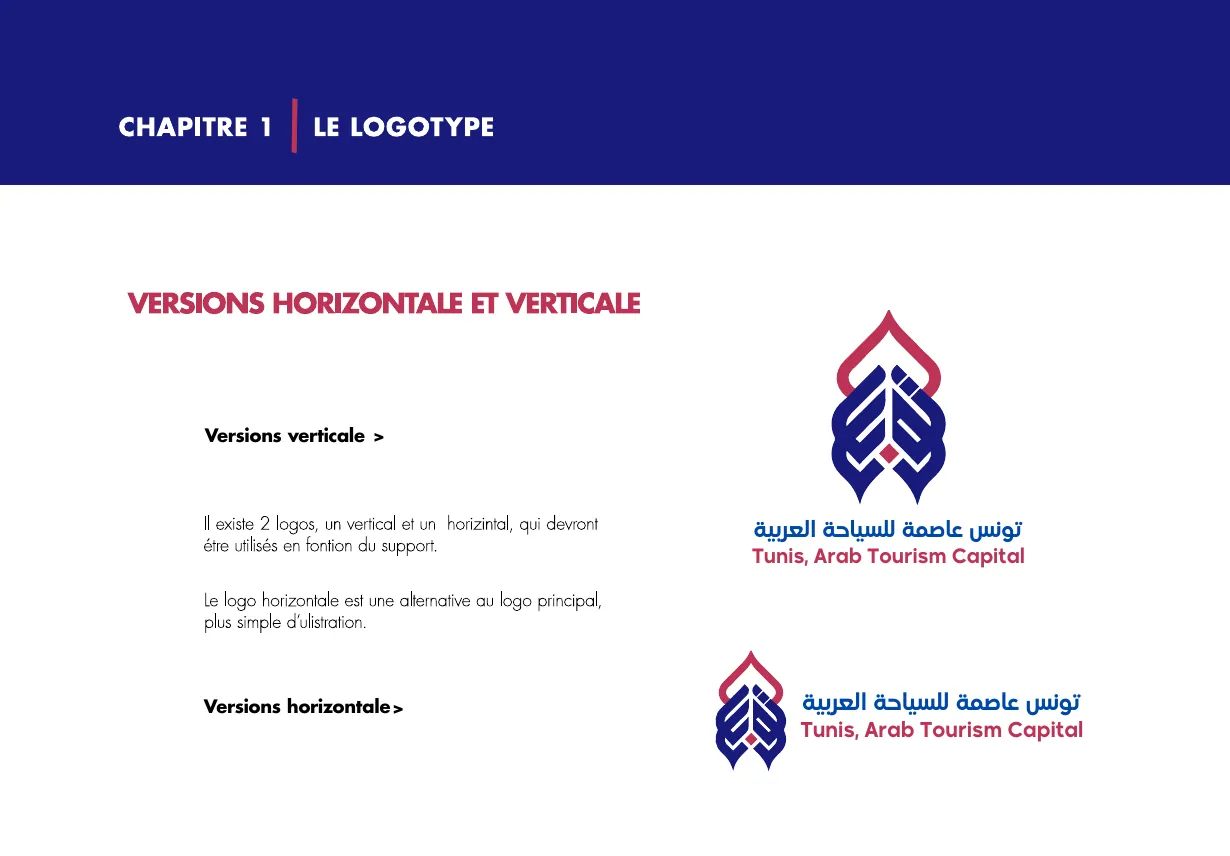 CHAPITRE 1 | LE LOGOTYPE
VERSIONS HORIZONTALE ET VERTICALE
Versions verticale >
Il existe 2 logos, un vertical et un horizintal, qui devront
étre utilisés en fontion du support.
Le logo horizontale est une alternative au logo principal,
plus simple d'ulistration.
Versions horizontale >
تونس عاصمة للسياحة العربية
Tunis, Arab Tourism Capital
تونس عاصمة للسياحة العربية
Tunis, Arab Tourism Capital